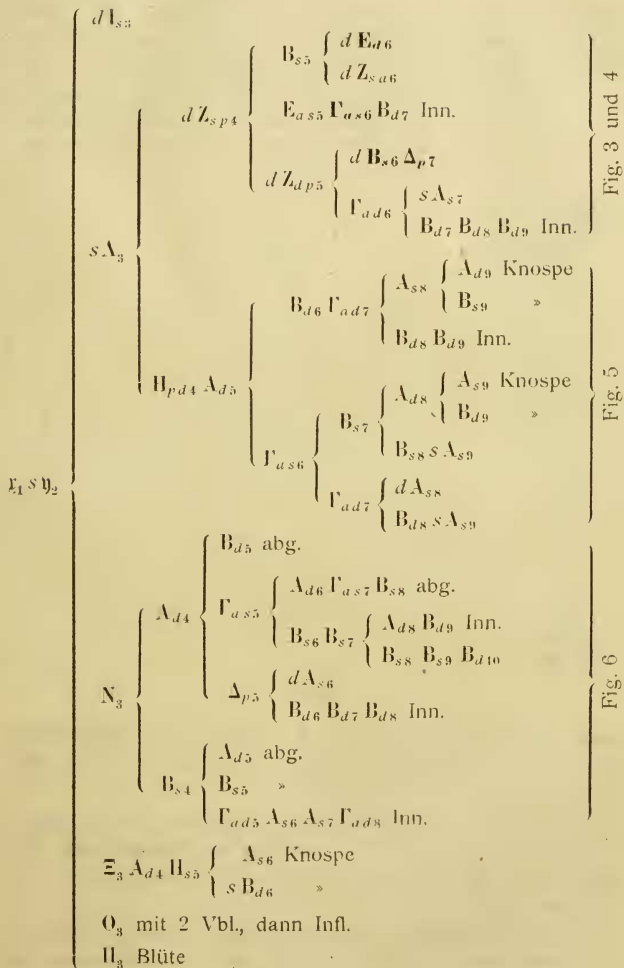 d Ι_s3
B_s5 d E_d6
d Z_sa6
d Z_sp4 E_as5 Γ_as6 B_d7 Inn.
d Z_dp5 d B_s6 Δ_p7
Γ_ad6 s A_s7
B_d7 B_d8 B_d9 Inn.
Fig. 3 und 4
s Λ_3
B_d6 Γ_ad7 A_s8 A_d9 Knospe
B_s9 »
B_d8 B_d9 Inn.
H_pd4 A_d5
B_s7 A_d8 A_s9 Knospe
B_d9 »
B_s8 s A_s9
Γ_as6
Γ_ad7 d A_s8
B_d8 s A_s9
Fig. 5
𝔵_1 s 𝔶_2
B_d5 abg.
A_d4 Γ_as5 A_d6 Γ_as7 B_s8 abg.
B_s6 B_s7 A_d8 B_d9 Inn.
B_s8 B_s9 B_d10
N_3
Δ_p5 d A_s6
B_d6 B_d7 B_d8 Inn.
A_d5 abg.
B_s4 B_s5 »
Γ_ad5 A_s6 A_s7 Γ_ad8 Inn.
Fig. 6
Ξ_3 A_d4 H_s5 A_s6 Knospe
s B_d6 »
O_3 mit 2 Vbl., dann Infl.
Π_3 Blüte